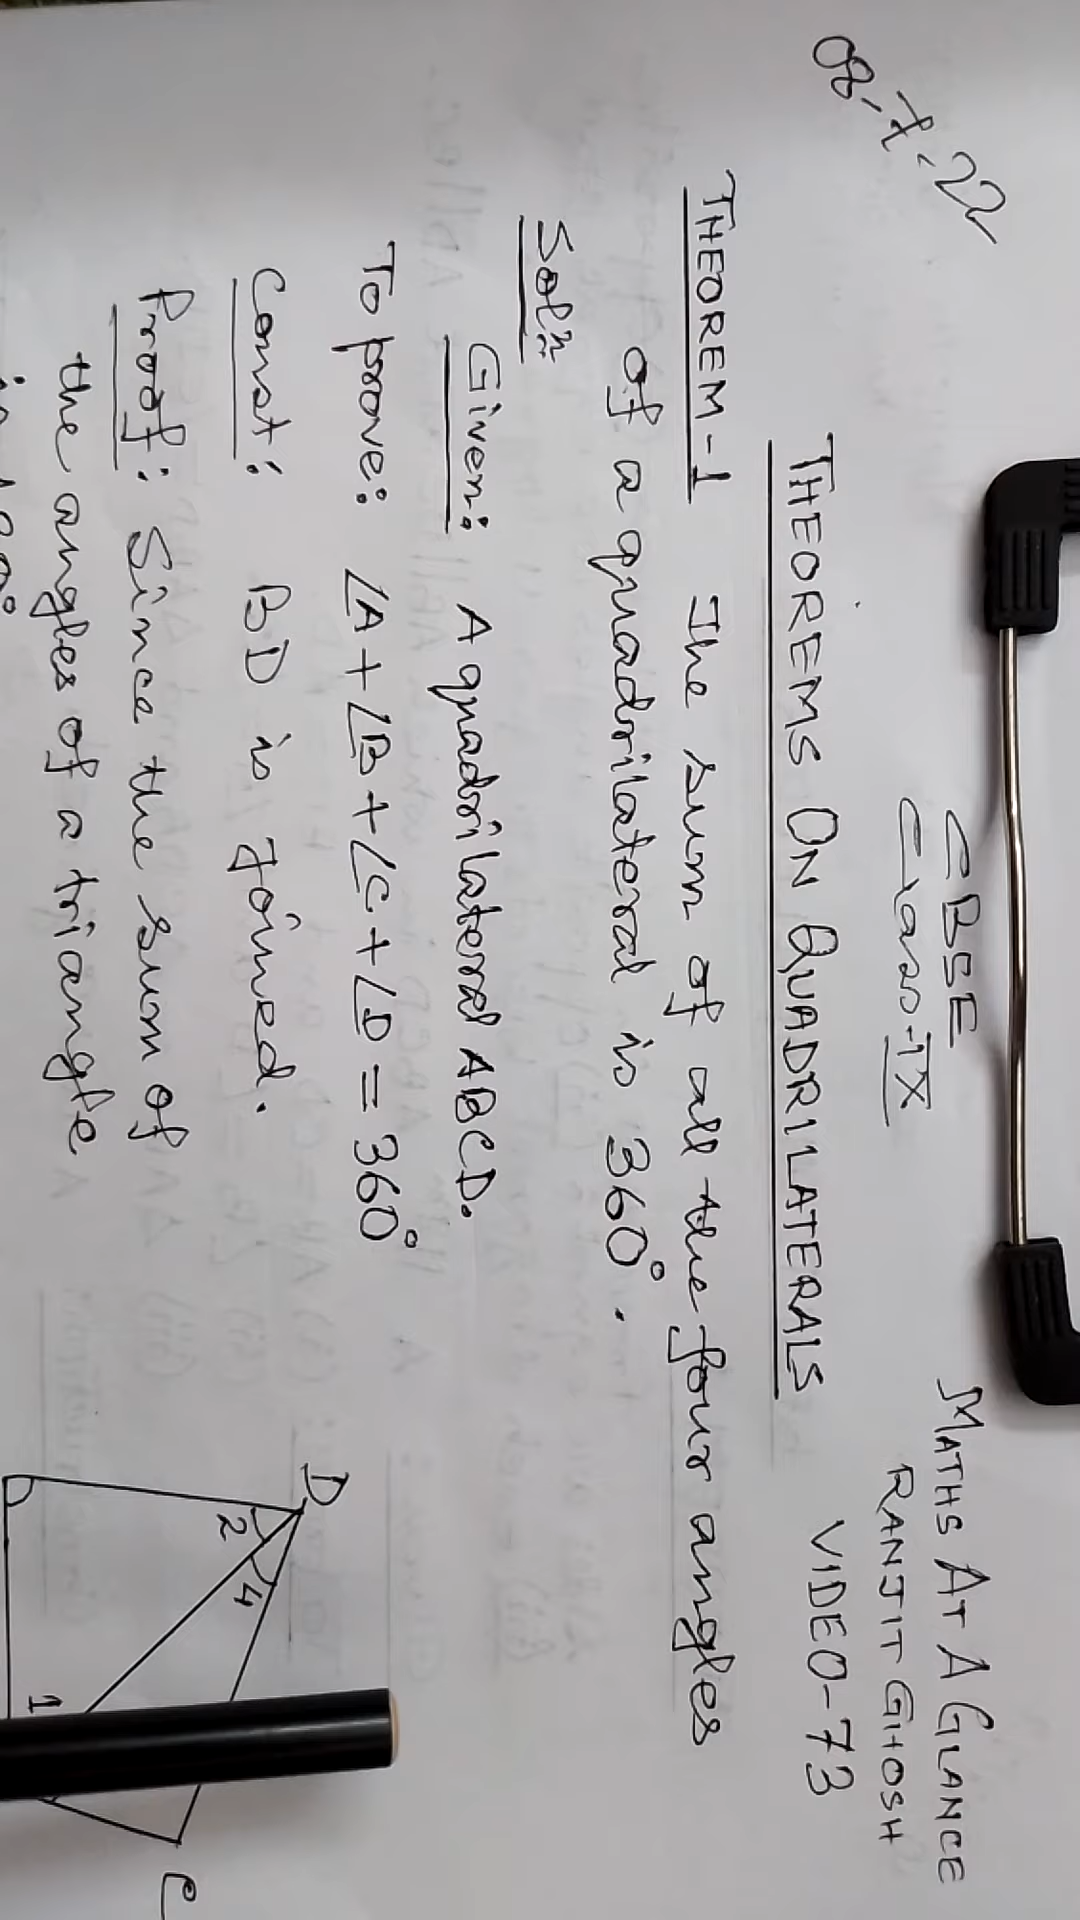 08.7.22
CBSE
Class-IX
MATHS AT A GLANCE
RANJIT GHOSH
VIDEO-73
THEOREMS ON QUADRILATERALS
THEOREM-1 The sum of all the four angles
of a quadrilateral is 360°.
Soln
Given: A quadrilateral ABCD.
To prove: ∠A+∠B+∠C+∠D = 360°
Const: BD is joined.
Proof: Since the sum of
the angles of a triangle
D
2
4
1
C